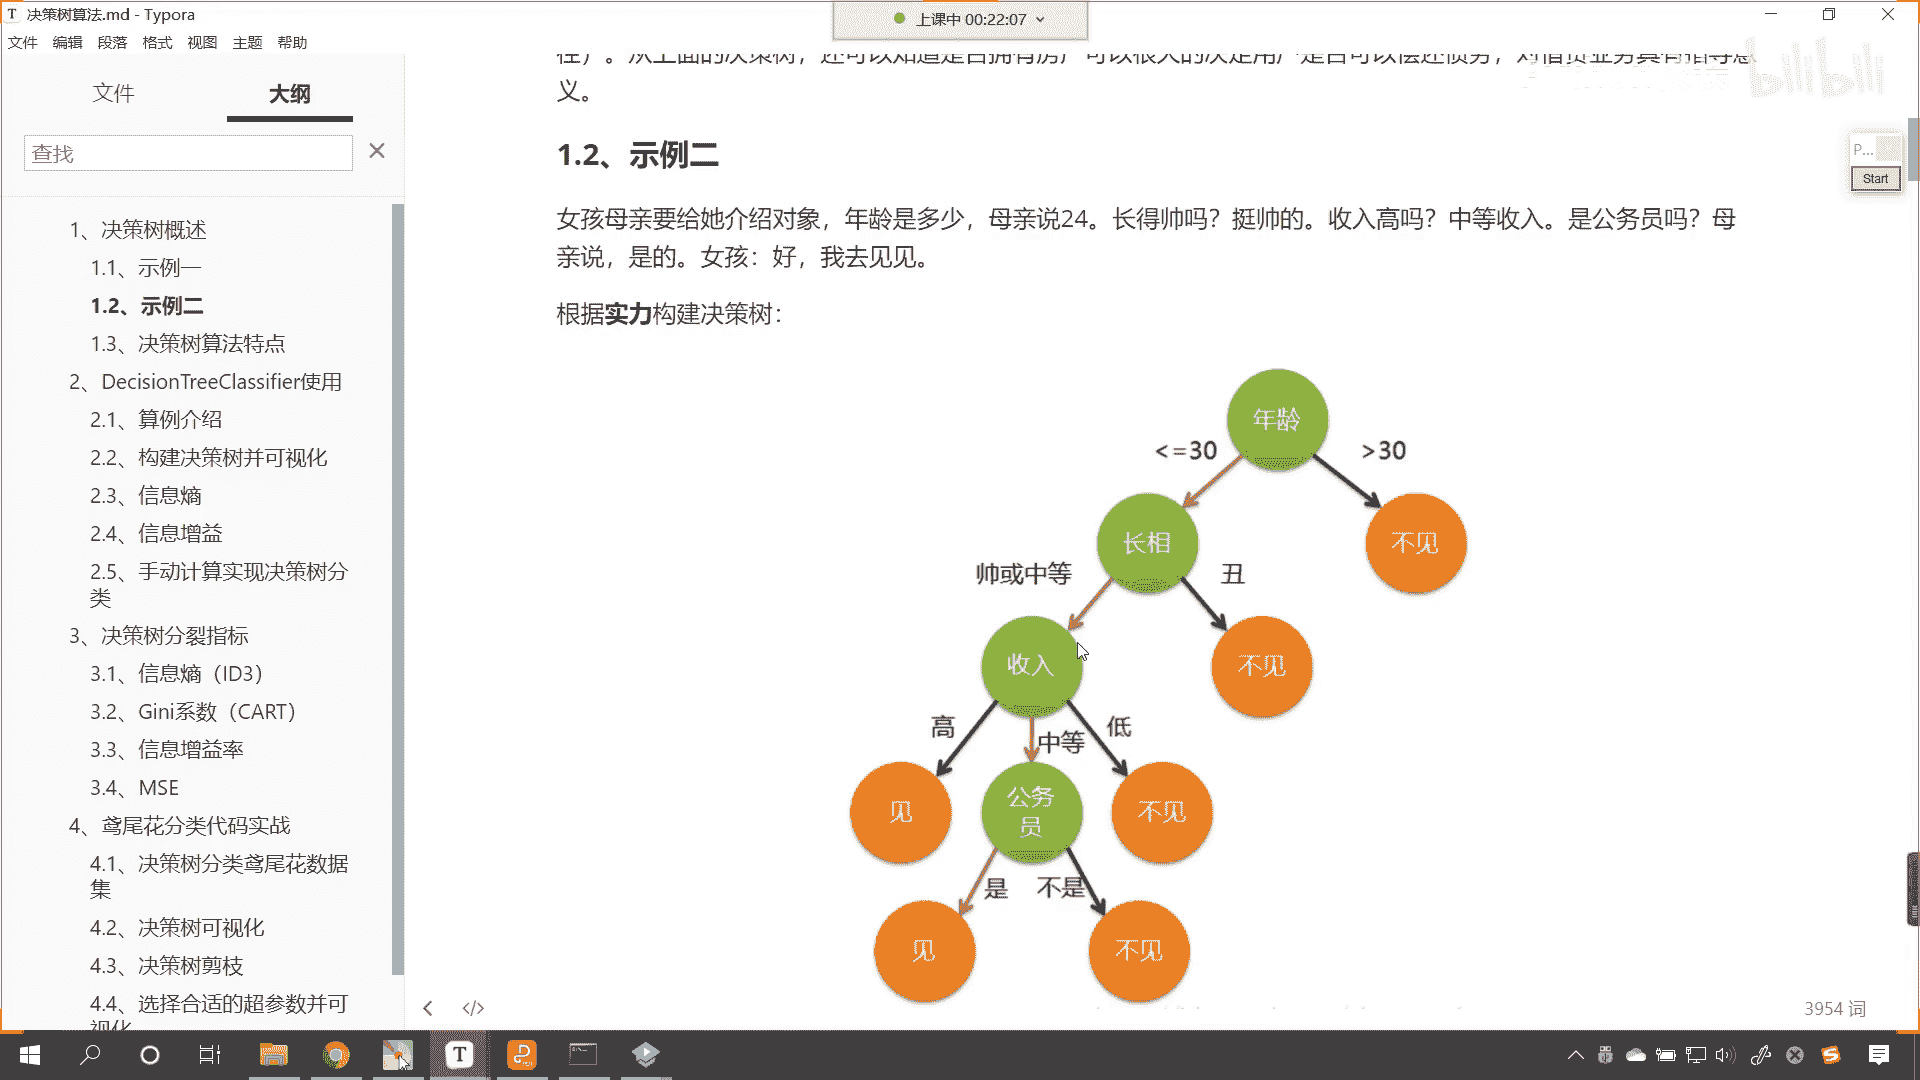 决策树算法.md - Typora
上课中 00:22:07
文件 编辑 段落 格式 视图 主题 帮助
bilibili
文件 大纲
查找
1、决策树概述
1.1、示例一
1.2、示例二
1.3、决策树算法特点
2、DecisionTreeClassifier使用
2.1、算例介绍
2.2、构建决策树并可视化
2.3、信息熵
2.4、信息增益
2.5、手动计算实现决策树分
类
3、决策树分裂指标
3.1、信息熵（ID3）
3.2、Gini系数（CART）
3.3、信息增益率
3.4、MSE
4、鸢尾花分类代码实战
4.1、决策树分类鸢尾花数据
集
4.2、决策树可视化
4.3、决策树剪枝
4.4、选择合适的超参数并可
视化
义。
1.2、示例二
女孩母亲要给她介绍对象，年龄是多少，母亲说24。长得帅吗？挺帅的。收入高吗？中等收入。是公务员吗？母
亲说，是的。女孩：好，我去见见。
根据实力构建决策树：
年龄
<=30 >30
长相 不见
帅或中等 丑
收入 不见
高 中等 低
见 公务
员 不见
是 不是
见 不见
P...
Start
</>
3954 词